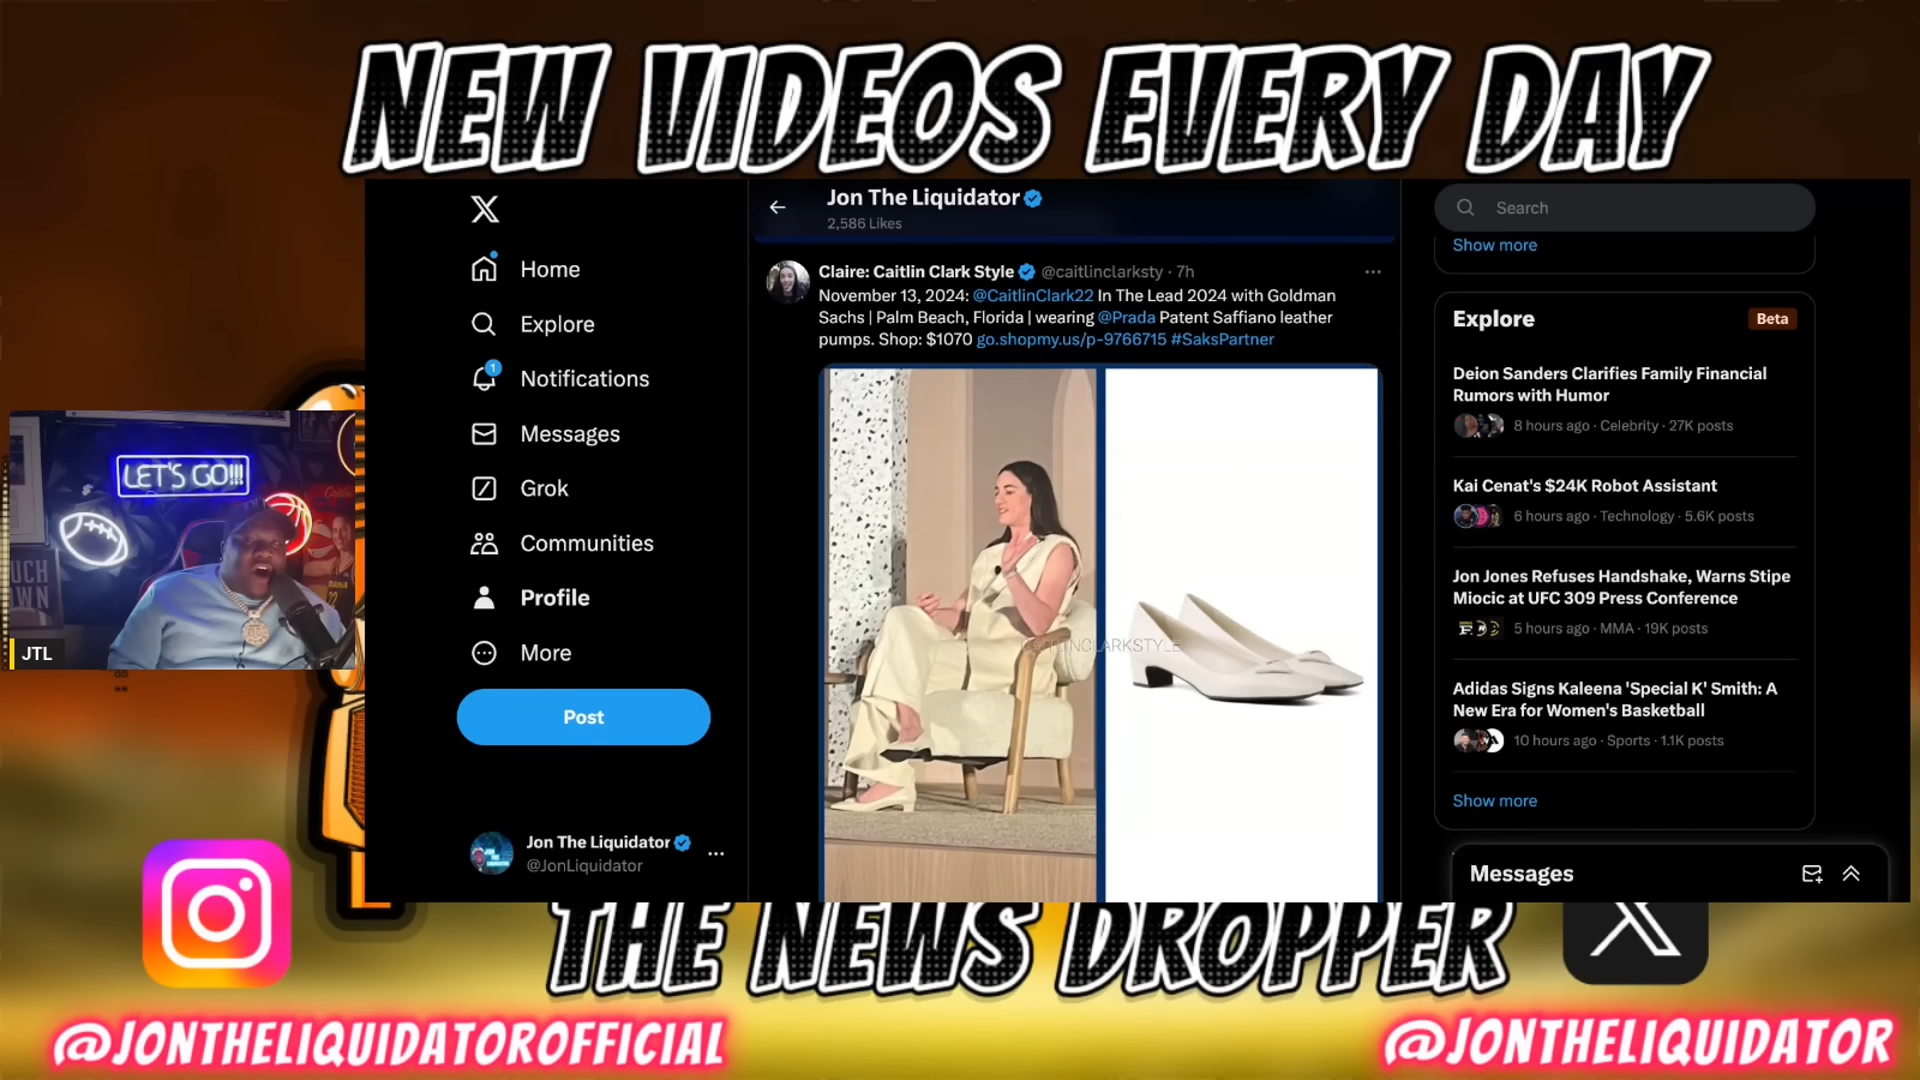 NEW VIDEOS EVERY DAY
Jon The Liquidator
2,586 Likes
Search
Show more
Home
Explore
1
Notifications
Messages
Grok
Communities
Profile
More
Post
Jon The Liquidator
@JonLiquidator
Claire: Caitlin Clark Style @caitlinclarksty · 7h
November 13, 2024: @CaitlinClark22 In The Lead 2024 with Goldman
Sachs | Palm Beach, Florida | wearing @Prada Patent Saffiano leather
pumps. Shop: $1070 go.shopmy.us/p-9766715 #SaksPartner
Explore
Beta
Deion Sanders Clarifies Family Financial
Rumors with Humor
8 hours ago · Celebrity · 27K posts
Kai Cenat's $24K Robot Assistant
6 hours ago · Technology · 5.6K posts
Jon Jones Refuses Handshake, Warns Stipe
Miocic at UFC 309 Press Conference
5 hours ago · MMA · 19K posts
Adidas Signs Kaleena 'Special K' Smith: A
New Era for Women's Basketball
10 hours ago · Sports · 1.1K posts
Show more
Messages
LET'S GO!!!
JTL
THE NEWS DROPPER
@JONTHELIQUIDATOROFFICIAL
@JONTHELIQUIDATOR